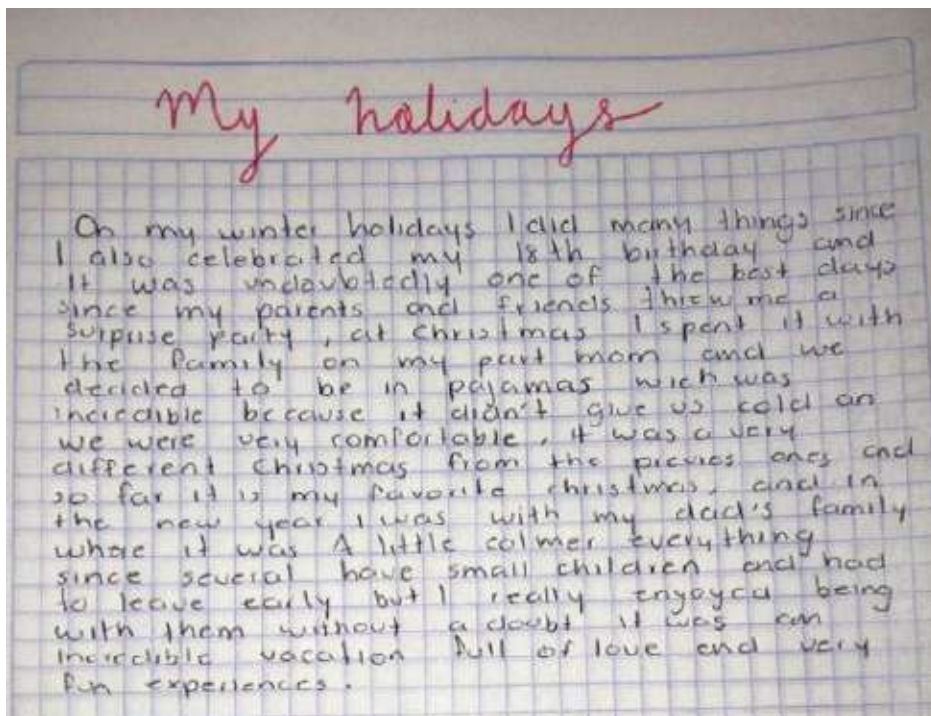 My holidays
On my winter holidays I did many things since
I also celebrated my 18th birthday and
It was undoubtedly one of the best days
since my parents and friends threw me a
surprise party, at christmas I spent it with
the family on my part mom and we
decided to be in pajamas wich was
incredible because it didn't give us cold an
we were very comfortable, it was a very
different christmas from the previes ones and
so far it is my favorite christmas, and in
the new year I was with my dad's family
whore it was A little calmer everything
since several have small children and had
to leave early but I really enyoyed being
with them without a doubt it was an
incredible vacation full of love and very
fun experiences.